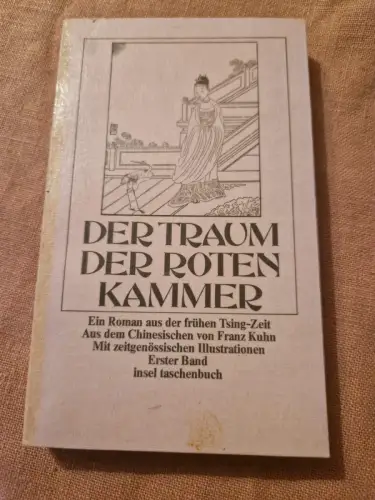 DER TRAUM
DER ROTEN
KAMMER
Ein Roman aus der frühen Tsing-Zeit
Aus dem Chinesischen von Franz Kuhn
Mit zeitgenössischen Illustrationen
Erster Band
insel taschenbuch